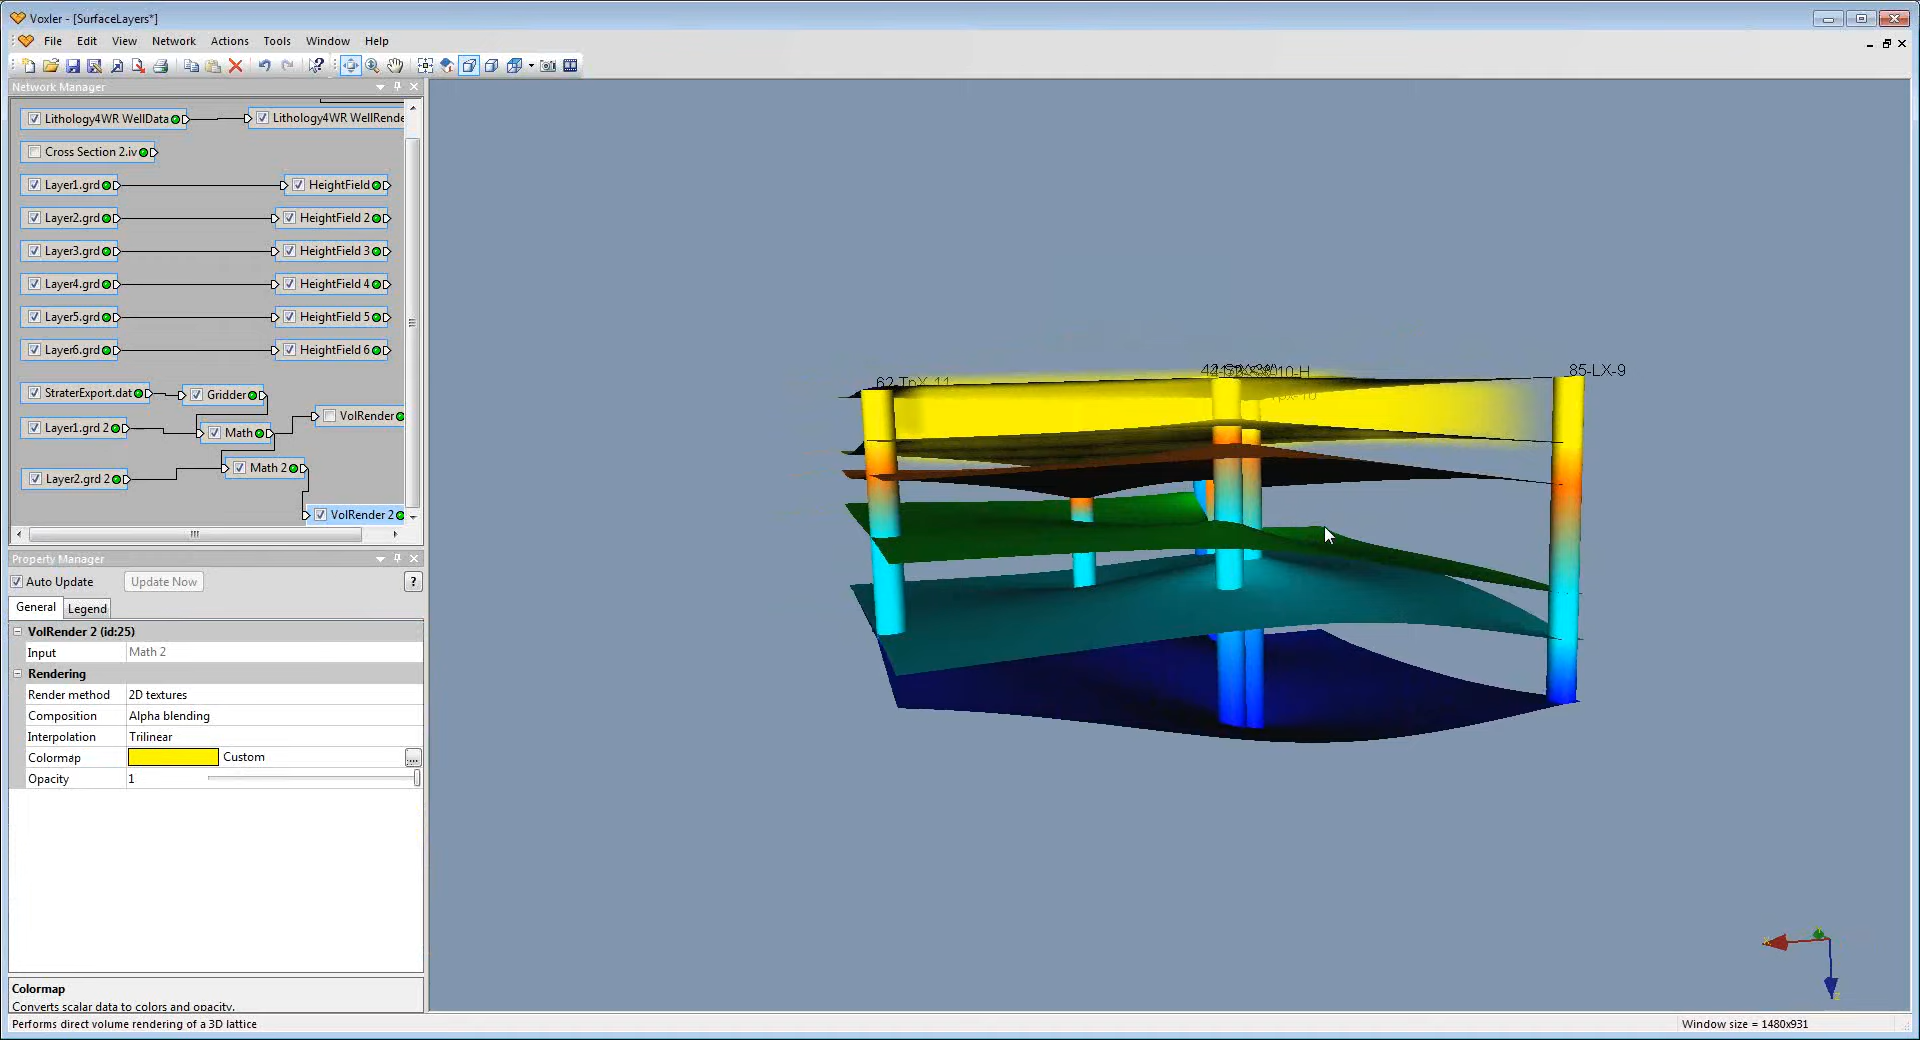 Voxler - [SurfaceLayers*]
File Edit View Network Actions Tools Window Help
Network Manager
Lithology4WR WellData
Lithology4WR WellRende
Cross Section 2.iv
Layer1.grd
HeightField
Layer2.grd
HeightField 2
Layer3.grd
HeightField 3
Layer4.grd
HeightField 4
Layer5.grd
HeightField 5
Layer6.grd
HeightField 6
StraterExport.dat
Gridder
VolRender
Layer1.grd 2
Math
Math 2
Layer2.grd 2
VolRender 2
Property Manager
Auto Update
Update Now
?
General
Legend
VolRender 2 (id:25)
Input Math 2
Rendering
Render method 2D textures
Composition Alpha blending
Interpolation Trilinear
Colormap Custom ...
Opacity 1
Colormap
Converts scalar data to colors and opacity.
Performs direct volume rendering of a 3D lattice
Window size = 1480x931
62-TpX-11
10-H
85-LX-9